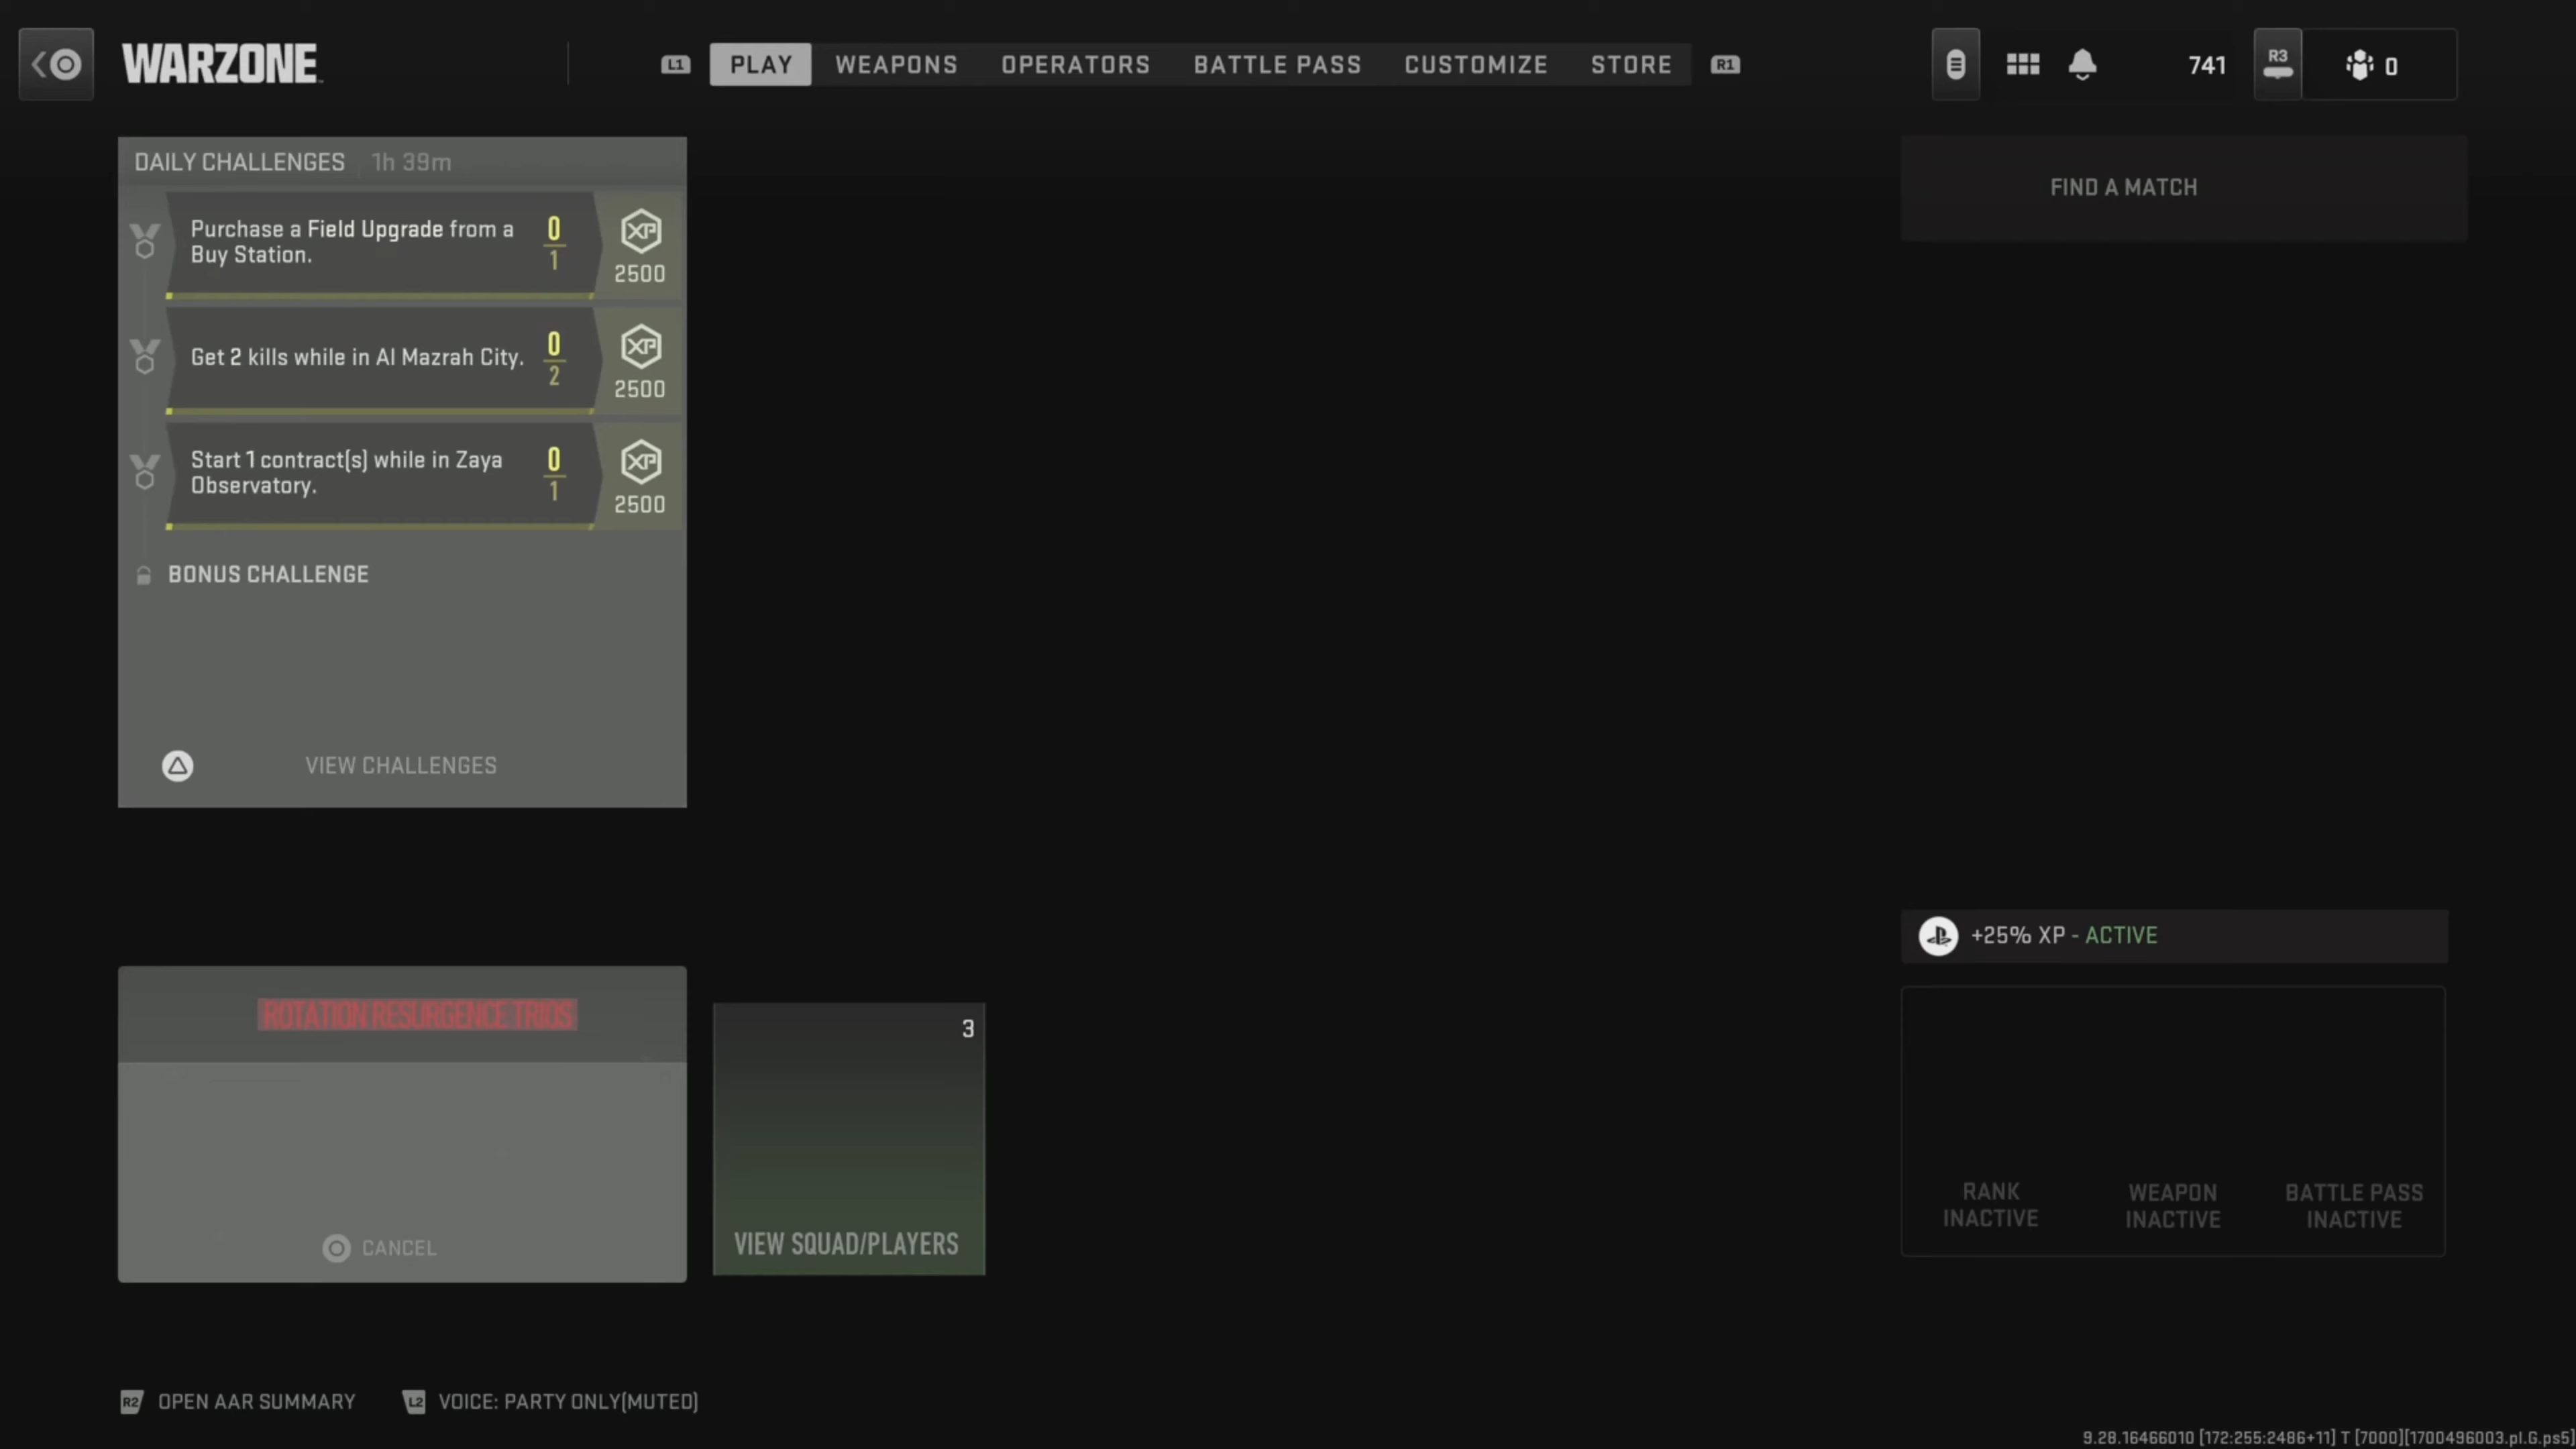 WARZONE
L1 PLAY WEAPONS OPERATORS BATTLE PASS CUSTOMIZE STORE R1
741
R3
0
DAILY CHALLENGES 1h 39m
Purchase a Field Upgrade from a
Buy Station.
0
1
XP
2500
Get 2 kills while in Al Mazrah City.
0
2
XP
2500
Start 1 contract(s) while in Zaya
Observatory.
0
1
XP
2500
BONUS CHALLENGE
VIEW CHALLENGES
FIND A MATCH
+25% XP - ACTIVE
ROTATION RESURGENCE TRIOS
CANCEL
3
VIEW SQUAD/PLAYERS
RANK
INACTIVE
WEAPON
INACTIVE
BATTLE PASS
INACTIVE
R2 OPEN AAR SUMMARY
L2 VOICE: PARTY ONLY(MUTED)
9.28.16466010 [172:255:2486+11] T [7000][1700496003.pl.G.ps5]